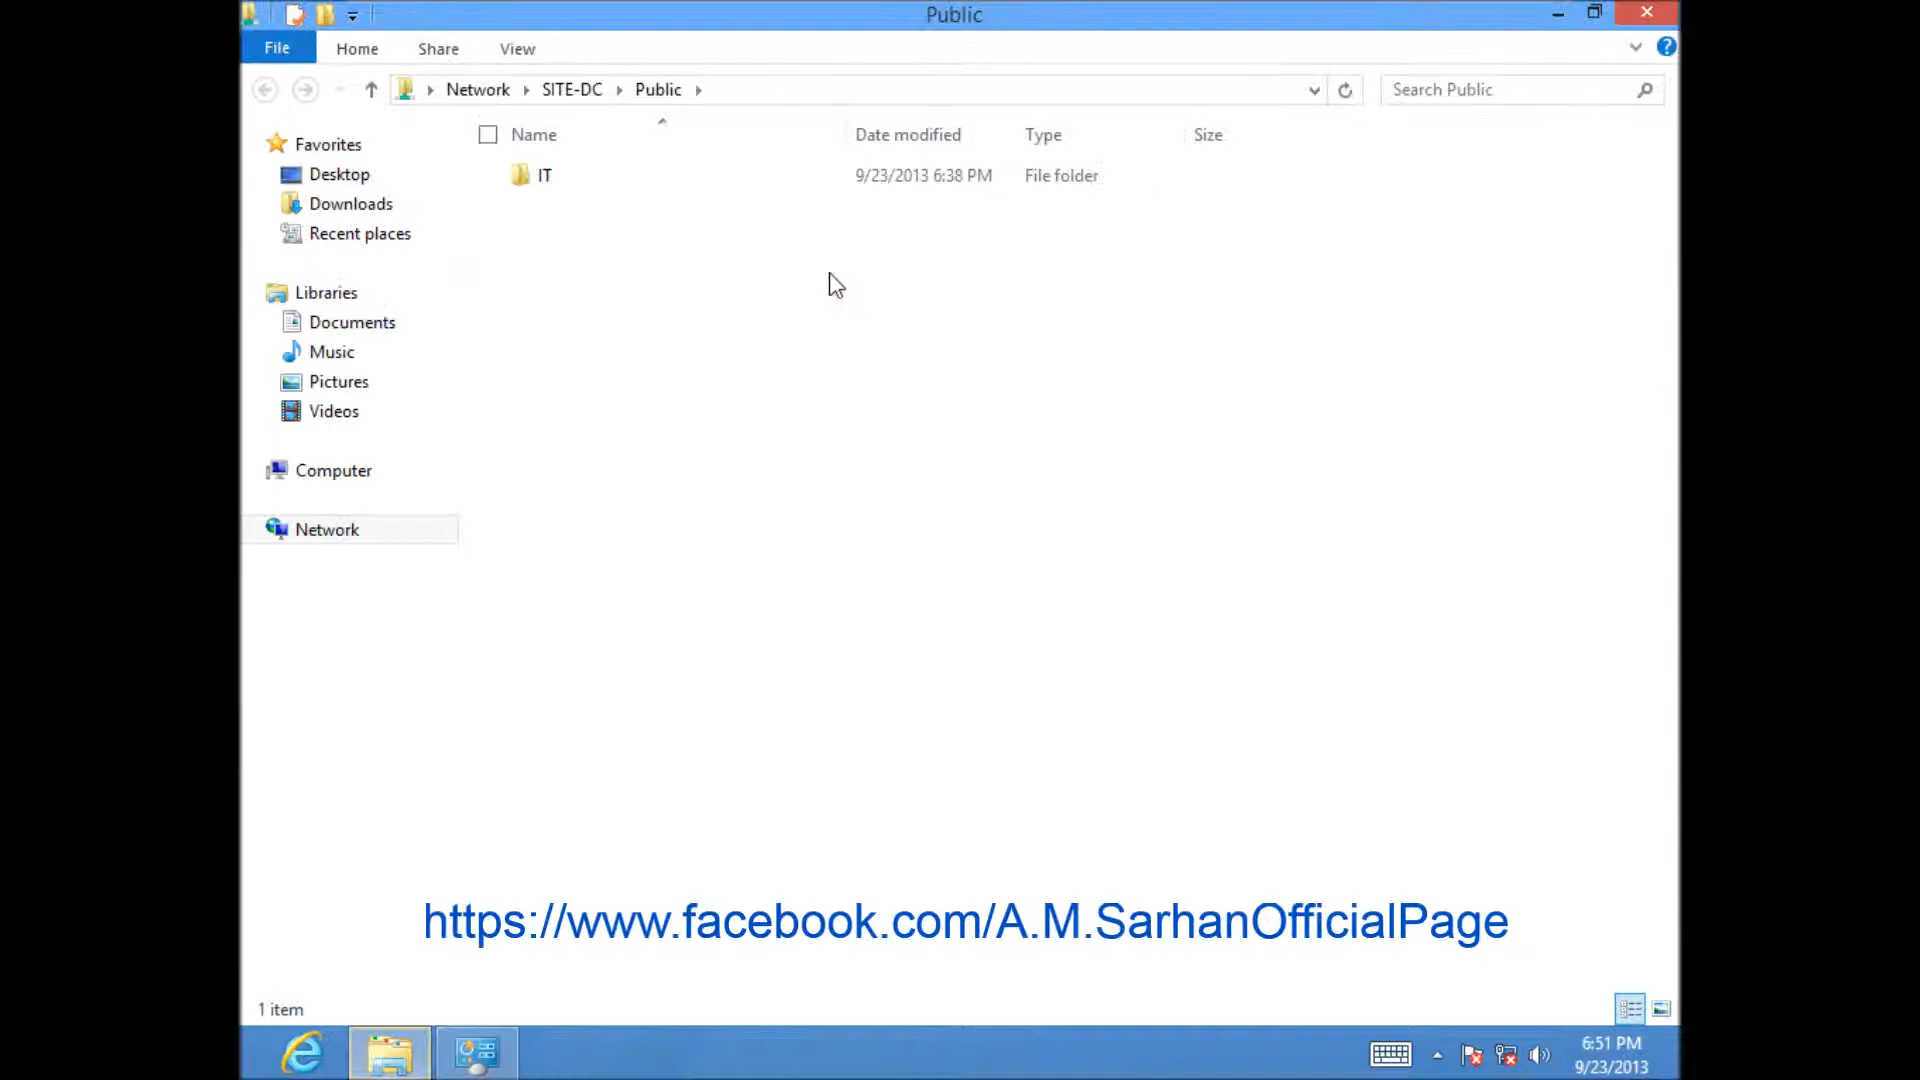 Public
File
Home
Share
View
Network
SITE-DC
Public
Search Public
Name
Date modified
Type
Size
IT
9/23/2013 6:38 PM
File folder
Favorites
Desktop
Downloads
Recent places
Libraries
Documents
Music
Pictures
Videos
Computer
Network
https://www.facebook.com/A.M.SarhanOfficialPage
1 item
6:51 PM
9/23/2013